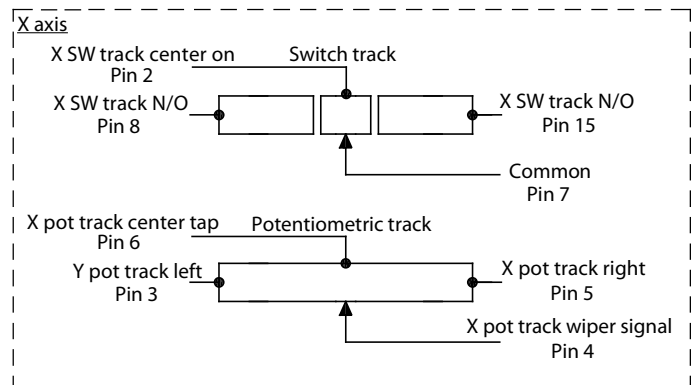 X axis
X SW track center on
Pin 2
Switch track
X SW track N/O
Pin 8
X SW track N/O
Pin 15
Common
Pin 7
X pot track center tap
Pin 6
Potentiometric track
Y pot track left
Pin 3
X pot track right
Pin 5
X pot track wiper signal
Pin 4